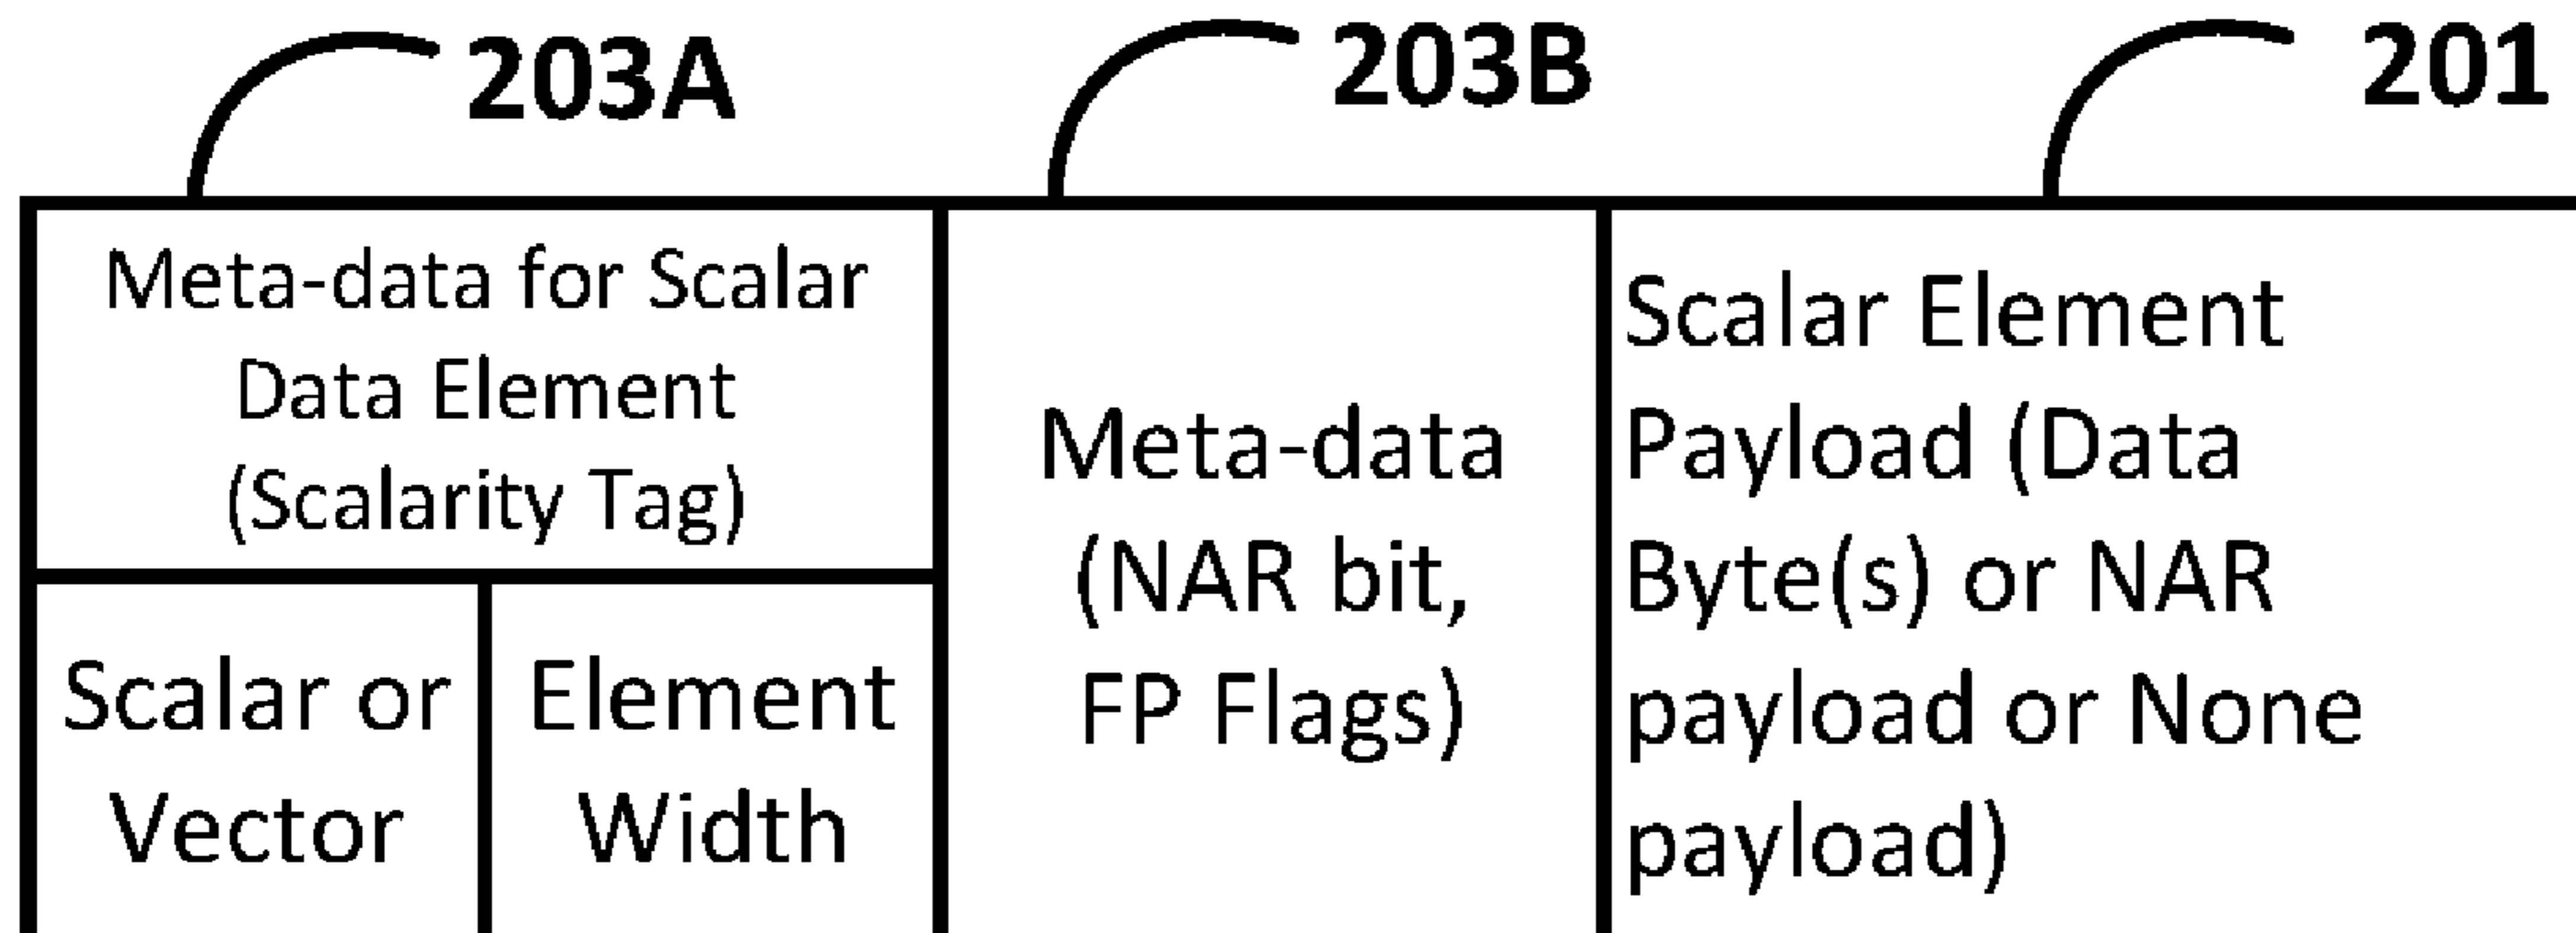 203A
203B
201
Meta-data for Scalar
Data Element
(Scalarity Tag)
Scalar or
Vector
Element
Width
Meta-data
(NAR bit,
FP Flags)
Scalar Element
Payload (Data
Byte(s) or NAR
payload or None
payload)